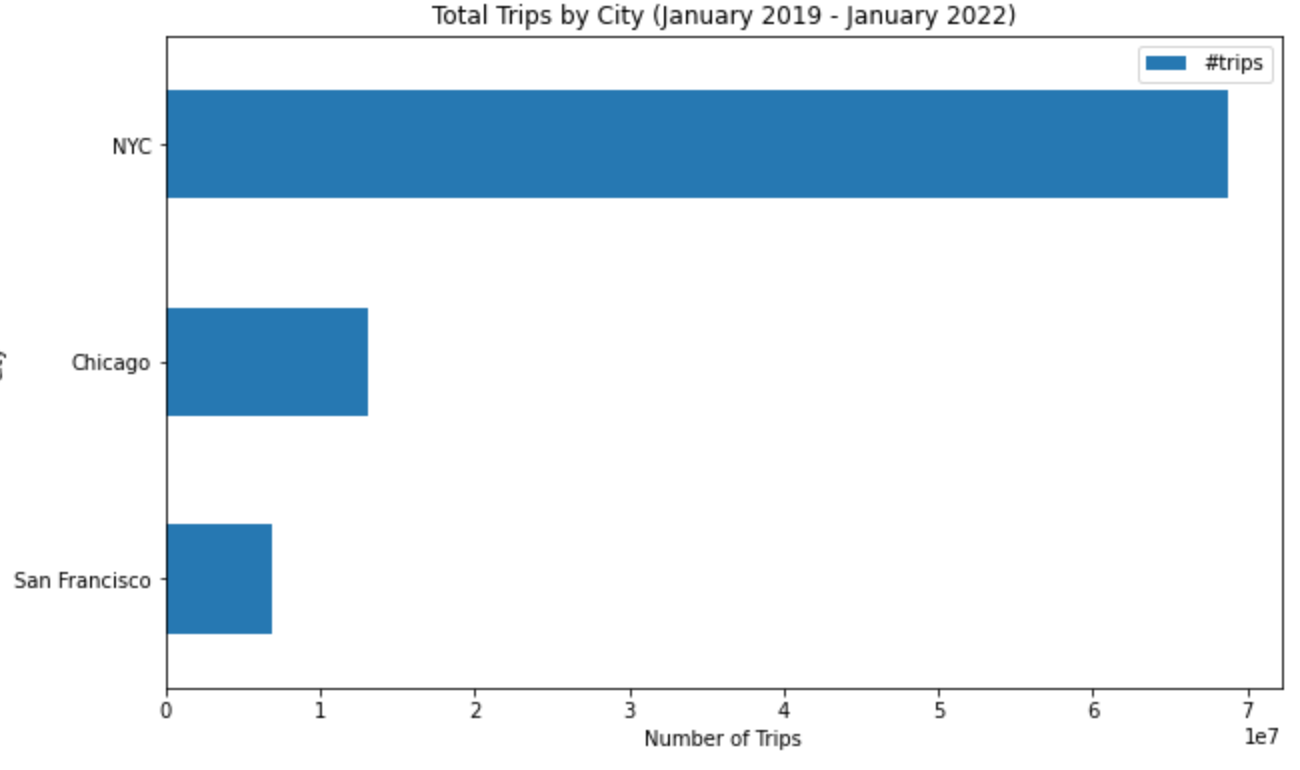 Total Trips by City (January 2019 - January 2022)
#trips
NYC
Chicago
San Francisco
0 1 2 3 4 5 6 7
1e7
Number of Trips